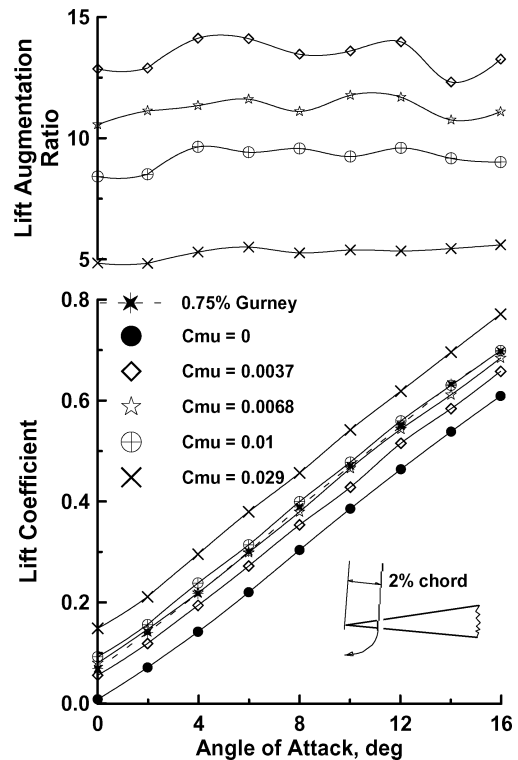 15
10
5
Lift Augmentation
Ratio
0.8
0.6
0.4
0.2
0.0
Lift Coefficient
0.75% Gurney
Cmu = 0
Cmu = 0.0037
Cmu = 0.0068
Cmu = 0.01
Cmu = 0.029
2% chord
0 4 8 12 16
Angle of Attack, deg